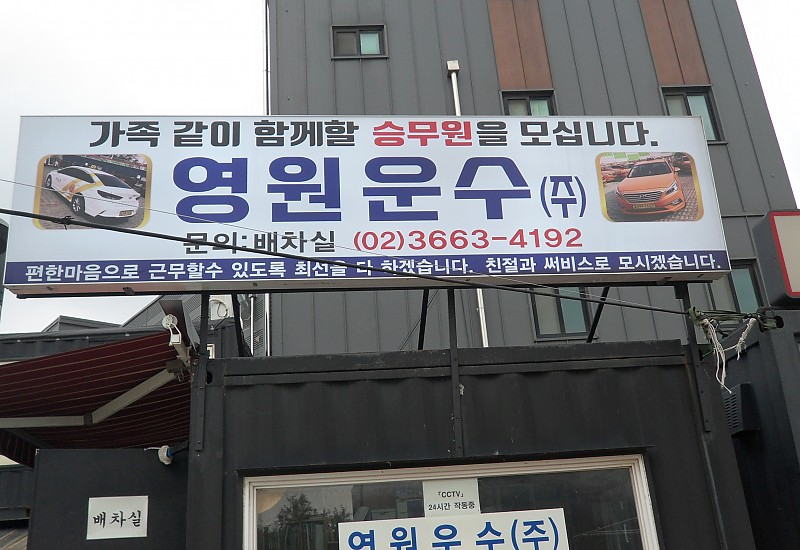 가족 같이 함께할 승무원을 모십니다.
영원운수(주)
문의:배차실 (02)3663-4192
편한마음으로 근무할수 있도록 최선을 다 하겠습니다. 친절과 써비스로 모시겠습니다.
배차실
「CCTV」
24시간 작동중
영원운수(주)